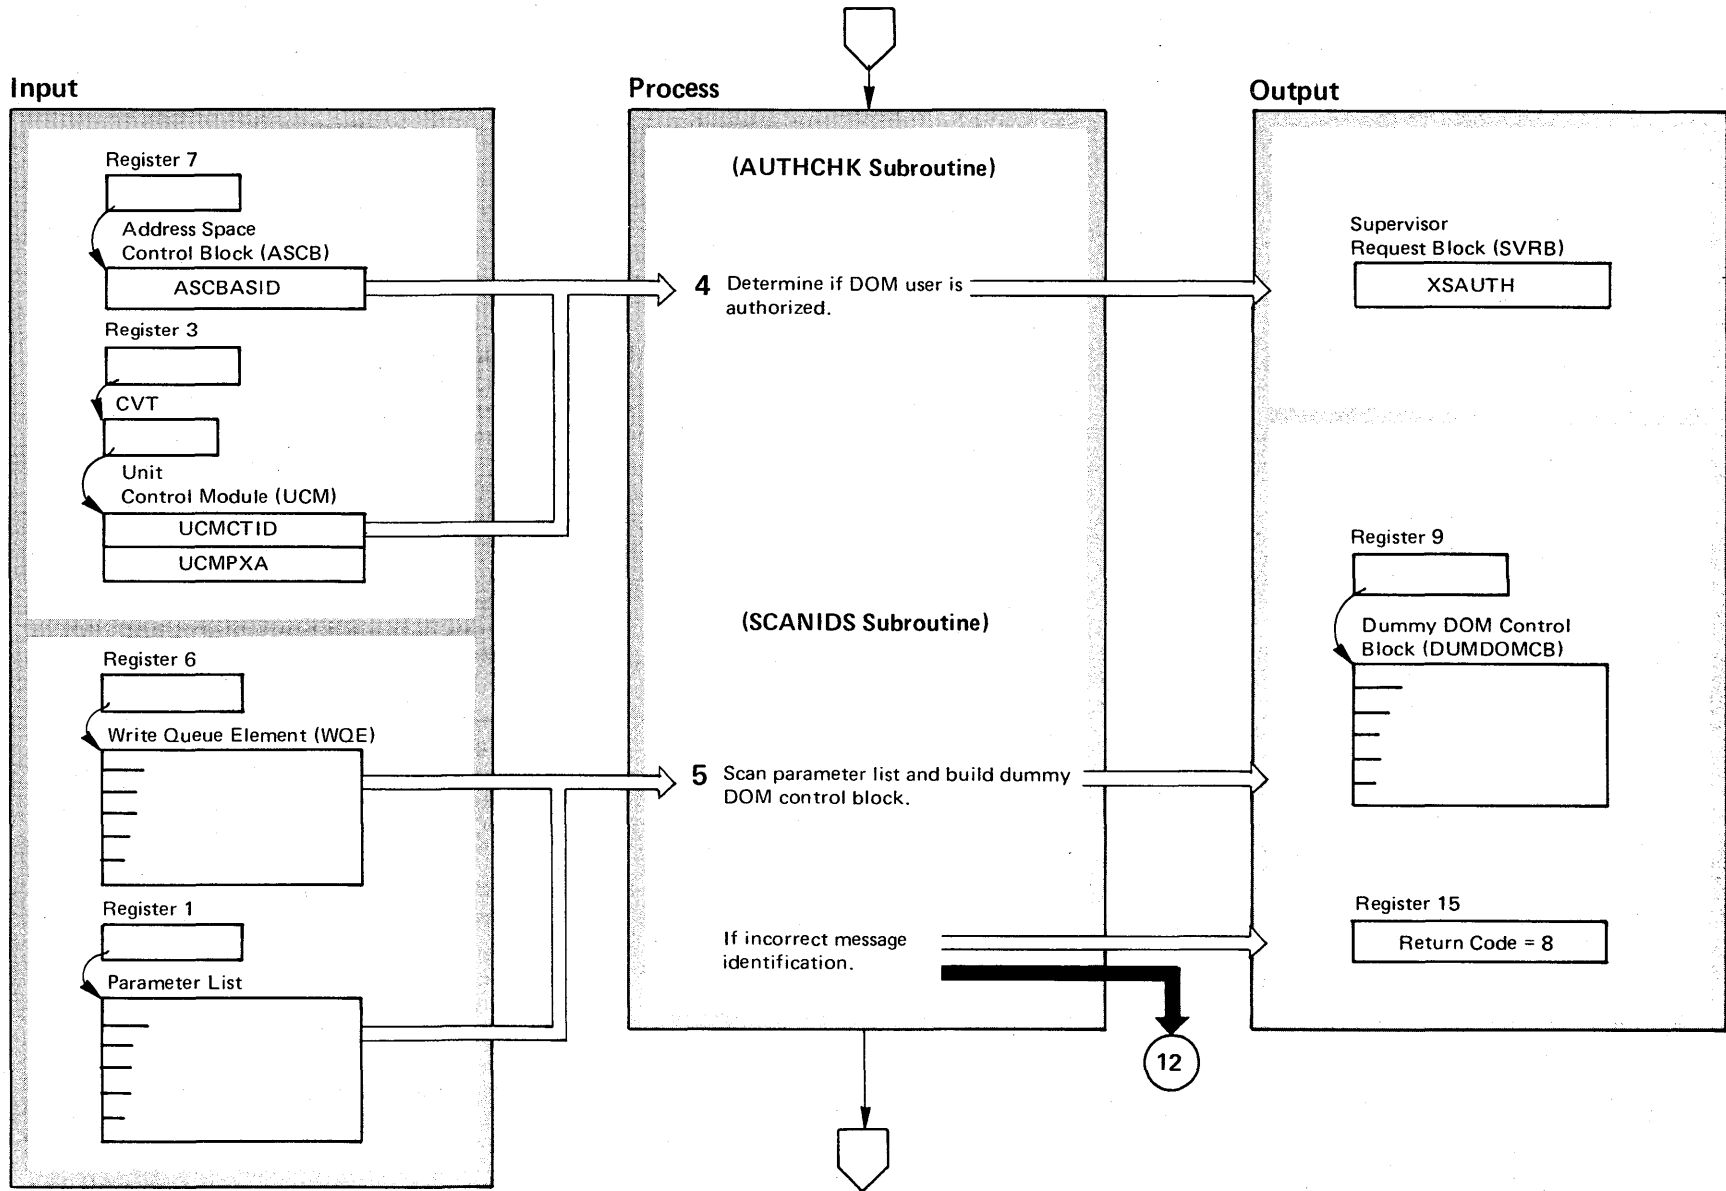 Input
Register 7
Address Space
Control Block (ASCB)
ASCBASID
Register 3
CVT
Unit
Control Module (UCM)
UCMCTID
UCMPXA
Register 6
Write Queue Element (WQE)
Register 1
Parameter List
Process
(AUTHCHK Subroutine)
4 Determine if DOM user is
authorized.
(SCANIDS Subroutine)
5 Scan parameter list and build dummy
DOM control block.
If incorrect message
identification.
12
Output
Supervisor
Request Block (SVRB)
XSAUTH
Register 9
Dummy DOM Control
Block (DUMDOMCB)
Register 15
Return Code = 8